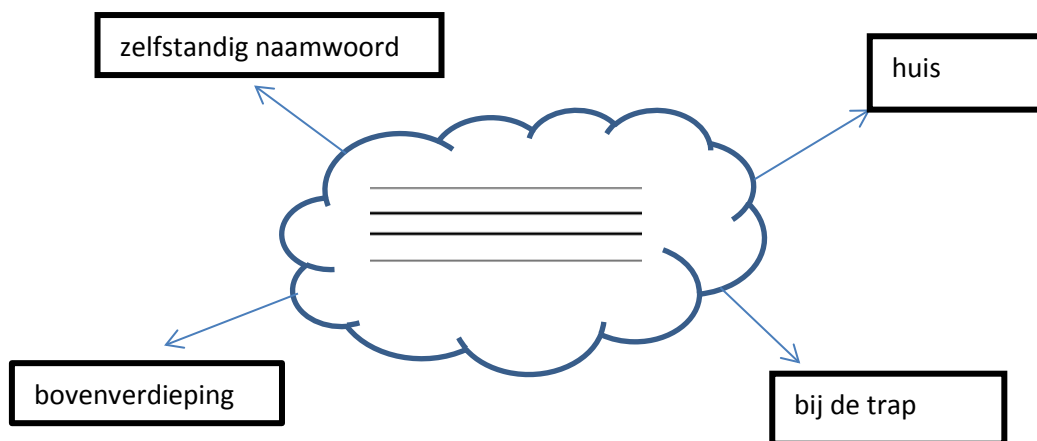 zelfstandig naamwoord
huis
bovenverdieping
bij de trap